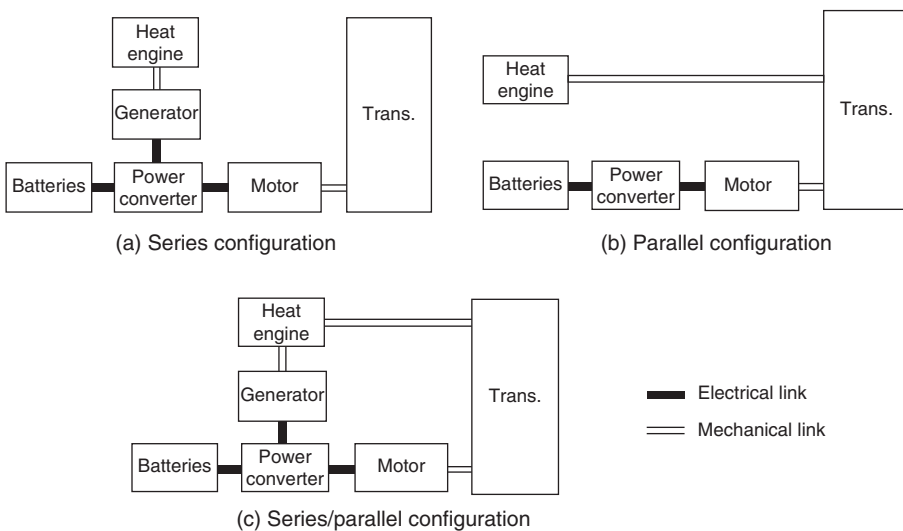 Heat
engine
Generator
Batteries
Power
converter
Motor
Trans.
(a) Series configuration
Heat
engine
Batteries
Power
converter
Motor
Trans.
(b) Parallel configuration
Heat
engine
Generator
Batteries
Power
converter
Motor
Trans.
Electrical link
Mechanical link
(c) Series/parallel configuration